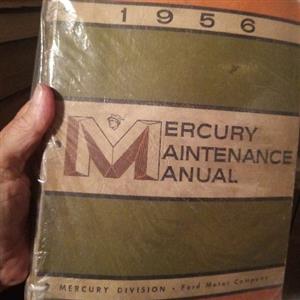 1956
MERCURY
MAINTENANCE
MANUAL
MERCURY DIVISION • Ford Motor Company